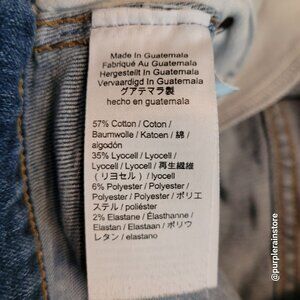 Made In Guatemala
Fabriqué Au Guatemala
Hergestellt In Guatemala
Vervaardigd In Guatemala
グアテマラ製
hecho en guatemala
57% Cotton / Coton /
Baumwolle / Katoen / 綿 /
algodón
35% Lyocell / Lyocell /
Lyocell / Lyocell / 再生繊維
(リヨセル) / lyocell
6% Polyester / Polyester /
Polyester / Polyester / ポリエ
ステル / poliéster
2% Elastane / Élasthanne /
Elastan / Elastaan / ポリウ
レタン / elastano
@purplerainstore